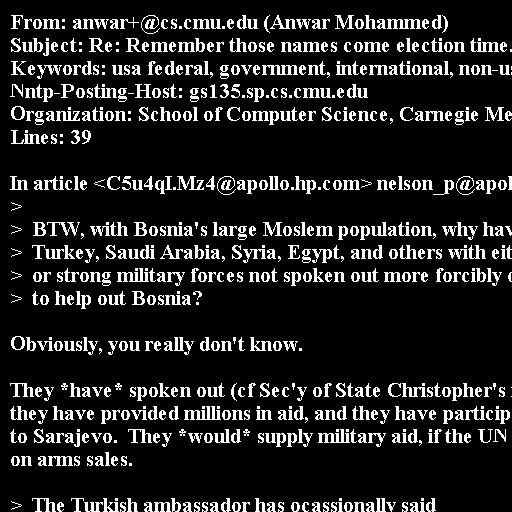 From: anwar+@cs.cmu.edu (Anwar Mohammed)
Subject: Re: Remember those names come election time.
Keywords: usa federal, government, international, non-us
Nntp-Posting-Host: gs135.sp.cs.cmu.edu
Organization: School of Computer Science, Carnegie Me
Lines: 39

In article <C5u4qI.Mz4@apollo.hp.com> nelson_p@apol
>
>  BTW, with Bosnia's large Moslem population, why hav
>  Turkey, Saudi Arabia, Syria, Egypt, and others with eit
>  or strong military forces not spoken out more forcibly
>  to help out Bosnia?

Obviously, you really don't know.

They *have* spoken out (cf Sec'y of State Christopher's
they have provided millions in aid, and they have particip
to Sarajevo.  They *would* supply military aid, if the UN
on arms sales.

>  The Turkish ambassador has ocassionally said